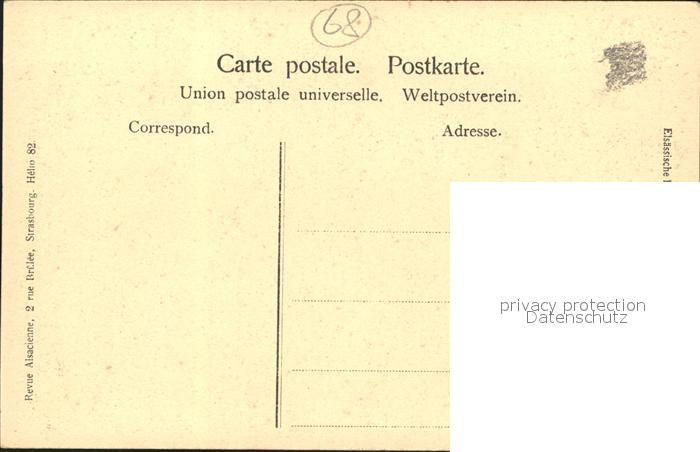 68
Carte postale. Postkarte.
Union postale universelle. Weltpostverein.
Correspond. Adresse.
Revue Alsacienne, 2 rue Brûlée, Strasbourg. Hélio 82.
Elsässische
privacy protection
Datenschutz